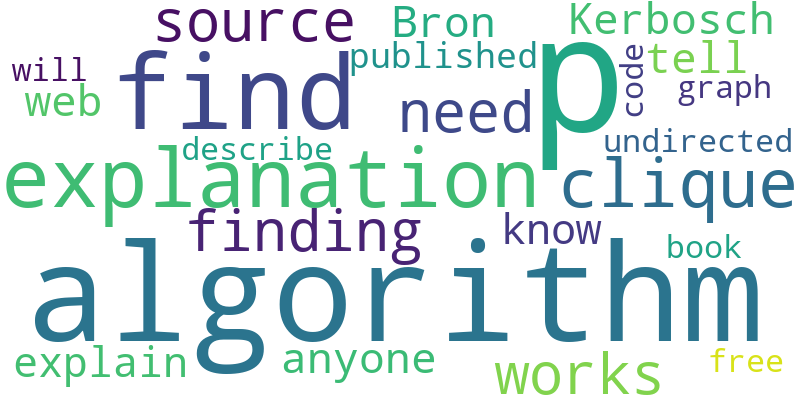 source Bron Kerbosch
will find published p code tell
web need graph
describe undirected
explanation clique
finding know book
algorithm
explain anyone works free